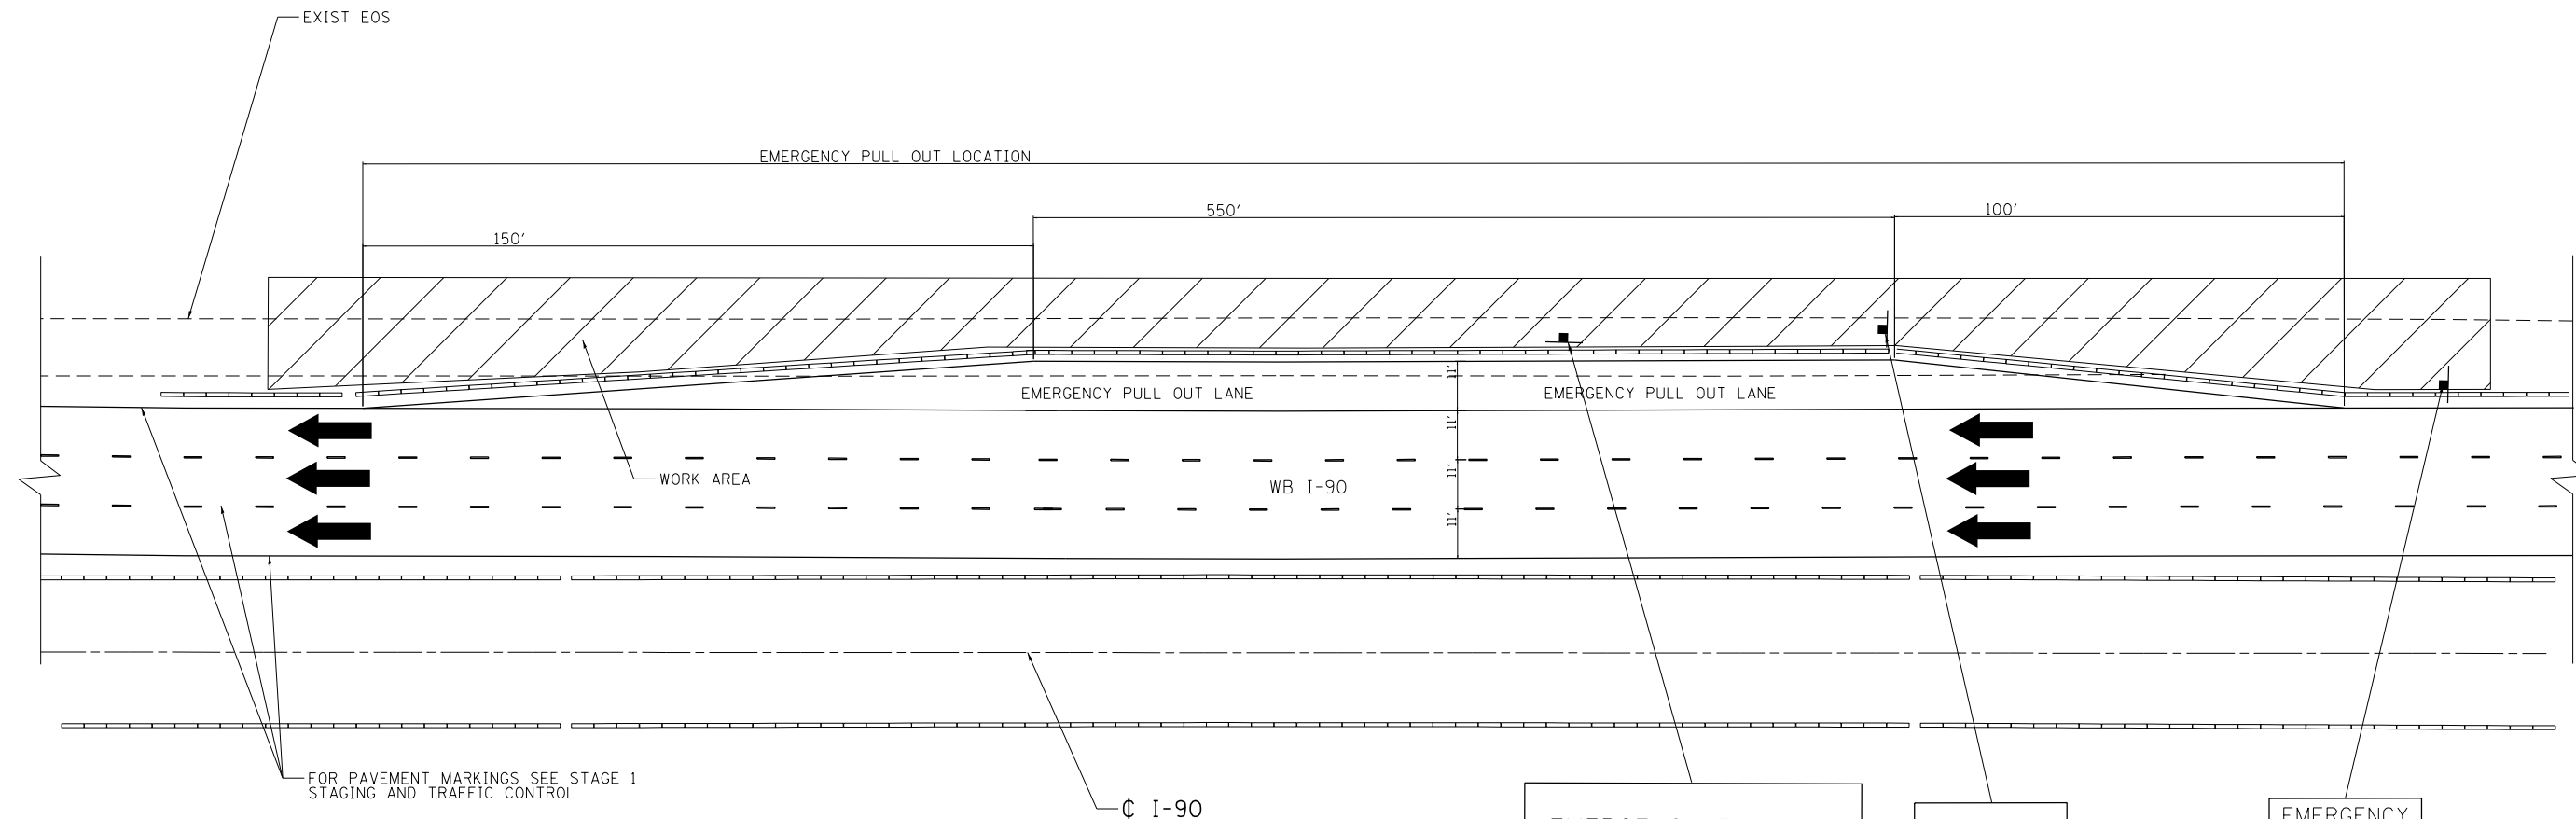 EXIST EOS
EMERGENCY PULL OUT LOCATION
550'
100'
150'
11'
EMERGENCY PULL OUT LANE
EMERGENCY PULL OUT LANE
11'
11'
WORK AREA
WB I-90
11'
FOR PAVEMENT MARKINGS SEE STAGE 1
STAGING AND TRAFFIC CONTROL
℄ I-90
EMERGENCY